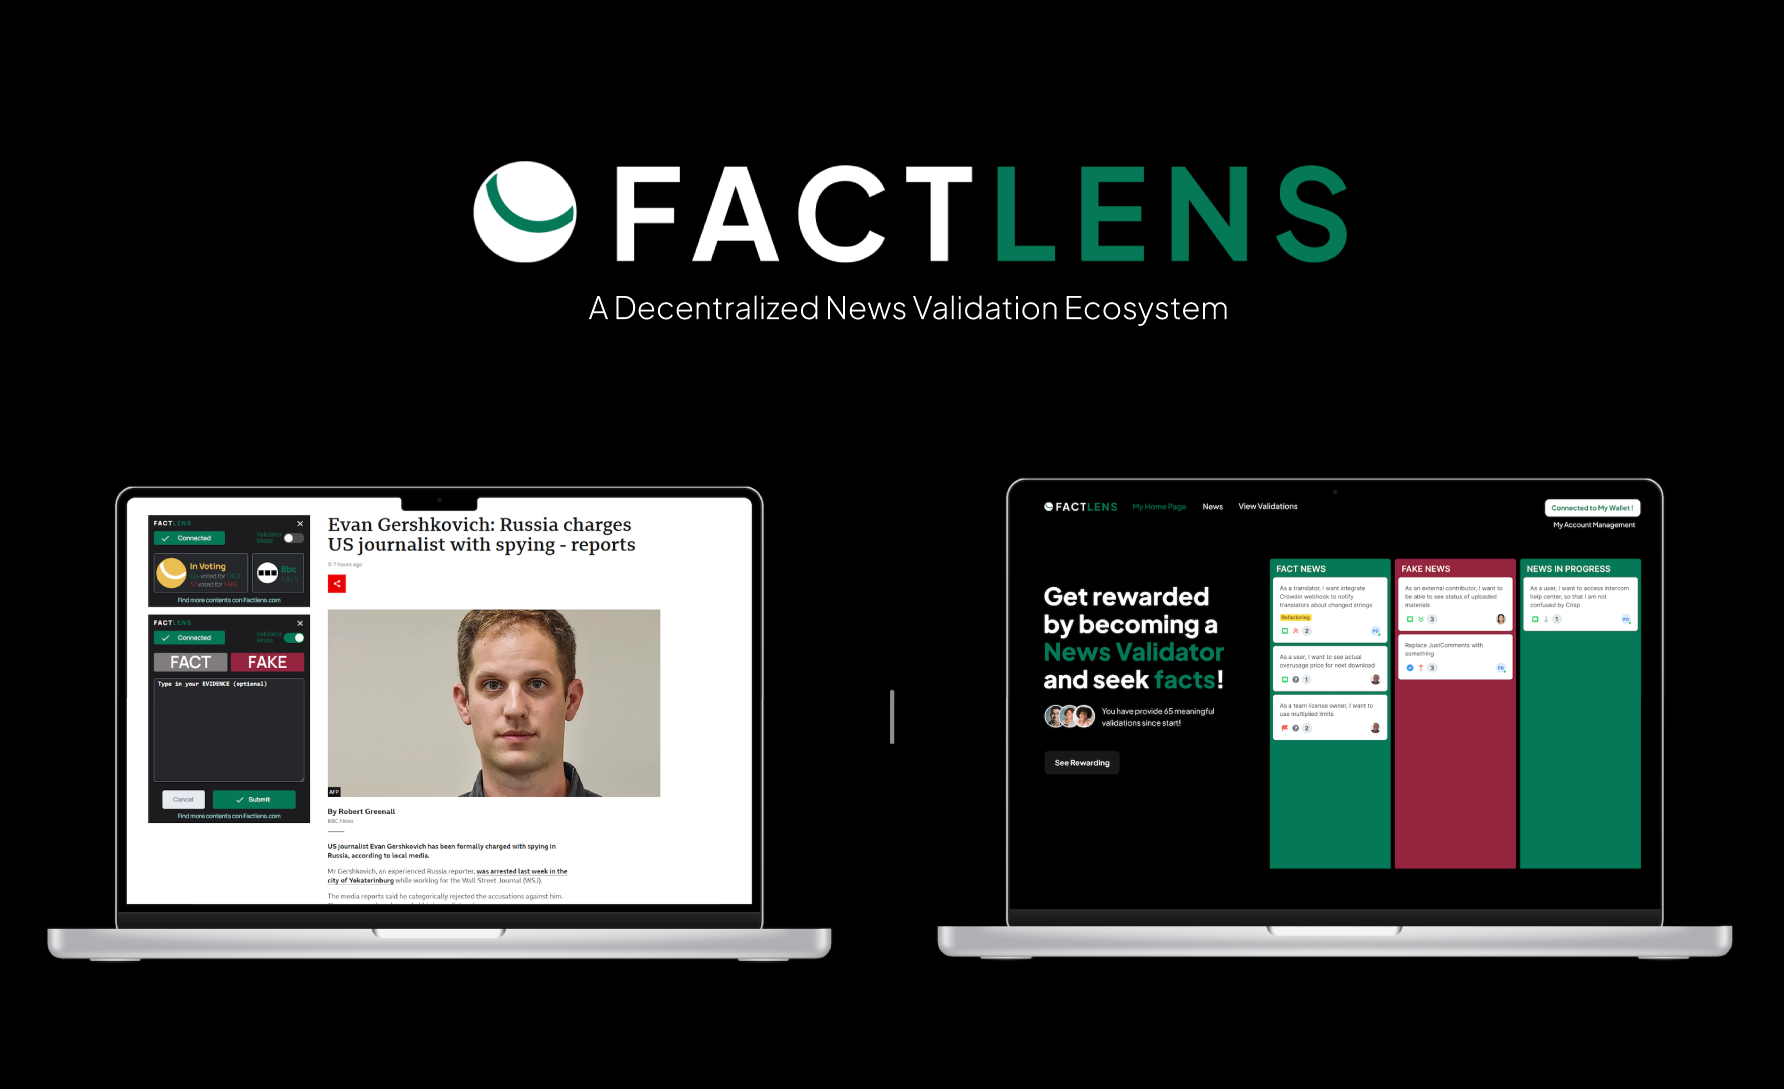 FACTLENS
A Decentralized News Validation Ecosystem
FACTLENS
Connected
Validator
Mode
In Voting
voted for FACT
voted for FAKE
Bbc
Find more contents con Factlens.com
FACTLENS
Connected
Validator
Mode
FACT
FAKE
Type in your EVIDENCE (optional)
Cancel
Submit
Find more contents con Factlens.com
Evan Gershkovich: Russia charges
US journalist with spying - reports
7 hours ago
AFP
By Robert Greenall
BBC News
US journalist Evan Gershkovich has been formally charged with spying in
Russia, according to local media.
Mr Gershkovich, an experienced Russia reporter, was arrested last week in the
city of Yekaterinburg while working for the Wall Street Journal (WSJ).
The media reports said he categorically rejected the accusations against him.
FACTLENS
My Home Page
News
View Validations
Connected to My Wallet !
My Account Management
Get rewarded
by becoming a
News Validator
and seek facts!
You have provide 65 meaningful
validations since start!
See Rewarding
FACT NEWS
As a translator, I want integrate
Crowdin webhook to notify
translators about changed strings
Refactoring
2
PG
As a user, I want to see actual
overusage price for next download
1
As a team license owner, I want to
use multiplied limits
2
FAKE NEWS
As an external contributor, I want to
be able to see status of uploaded
materials
3
Replace JustComments with
something
3
PG
NEWS IN PROGRESS
As a user, I want to access Intercom
help center, so that I am not
confused by Crisp
1
PG